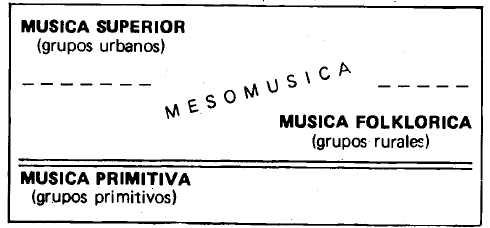 MUSICA SUPERIOR
(grupos urbanos)
MESOMUSICA
MUSICA FOLKLORICA
(grupos rurales)
MUSICA PRIMITIVA
(grupos primitivos)